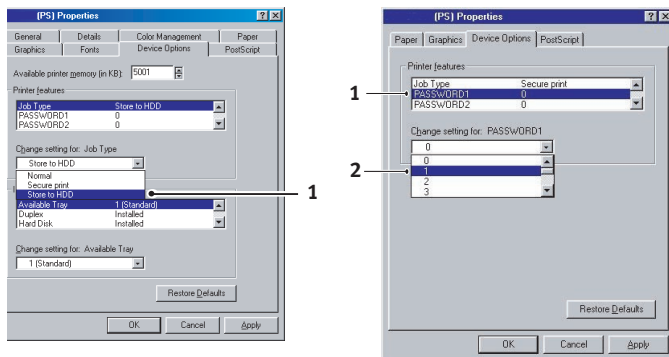 (PS) Properties
General Details Color Management Paper
Graphics Fonts Device Options PostScript
Available printer memory (in KB): 5001
Printer features
Job Type Store to HDD
PASSWORD1 0
PASSWORD2 0
Change setting for: Job Type
Store to HDD
Normal
Secure print
Store to HDD
1
Available Tray 1 (Standard)
Duplex Installed
Hard Disk Installed
Change setting for: Available Tray
1 (Standard)
Restore Defaults
OK Cancel Apply
(PS) Properties
Paper Graphics Device Options PostScript
Printer features
Job Type Secure print
1
PASSWORD1 0
PASSWORD2 0
Change setting for: PASSWORD1
0
0
2
1
2
3
Restore Defaults
OK Cancel Apply